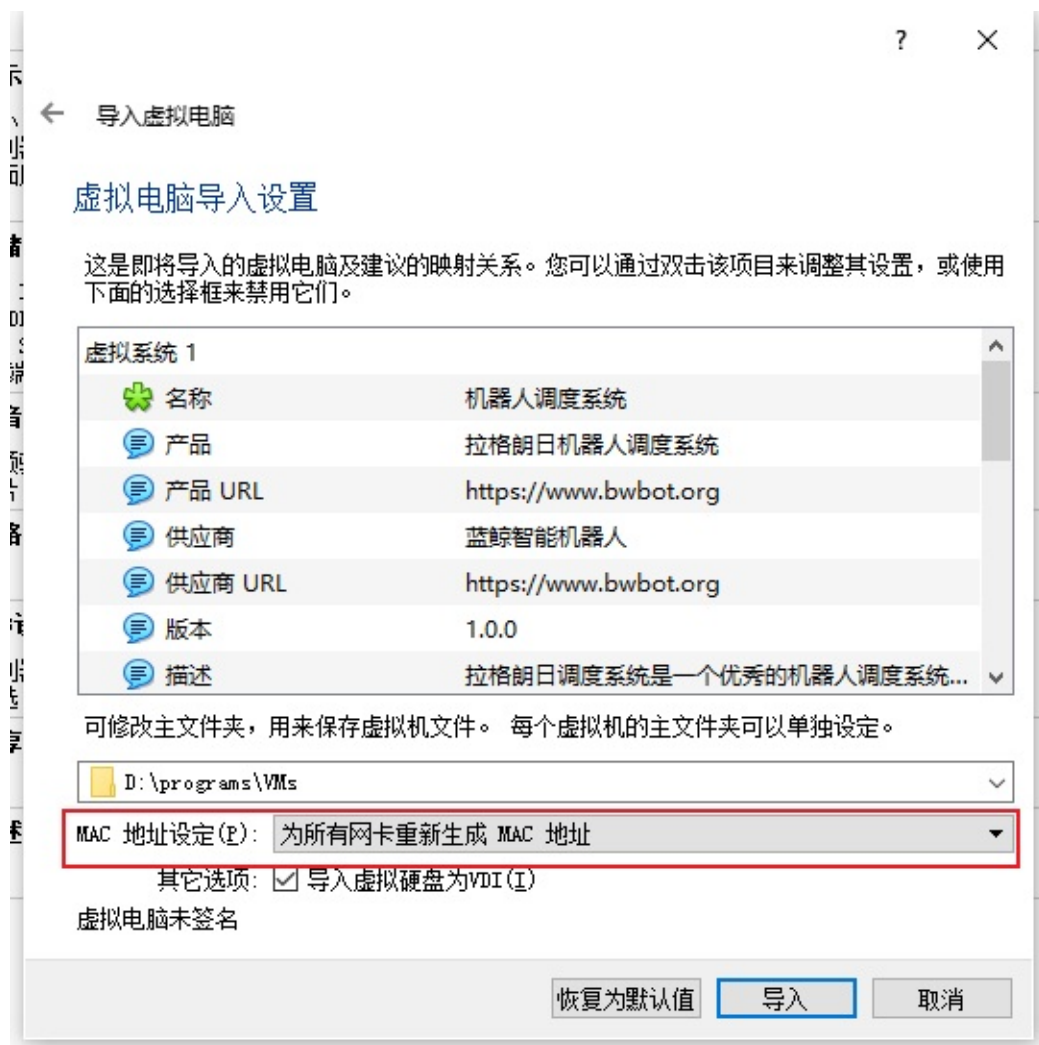 ?
导入虚拟电脑
虚拟电脑导入设置
这是即将导入的虚拟电脑及建议的映射关系。您可以通过双击该项目来调整其设置，或使用
下面的选择框来禁用它们。
虚拟系统 1
名称 机器人调度系统
产品 拉格朗日机器人调度系统
产品 URL https://www.bwbot.org
供应商 蓝鲸智能机器人
供应商 URL https://www.bwbot.org
版本 1.0.0
描述 拉格朗日调度系统是一个优秀的机器人调度系统...
可修改主文件夹，用来保存虚拟机文件。 每个虚拟机的主文件夹可以单独设定。
D:\programs\VMs
MAC 地址设定(P): 为所有网卡重新生成 MAC 地址
其它选项: 导入虚拟硬盘为VDI(I)
虚拟电脑未签名
恢复为默认值 导入 取消